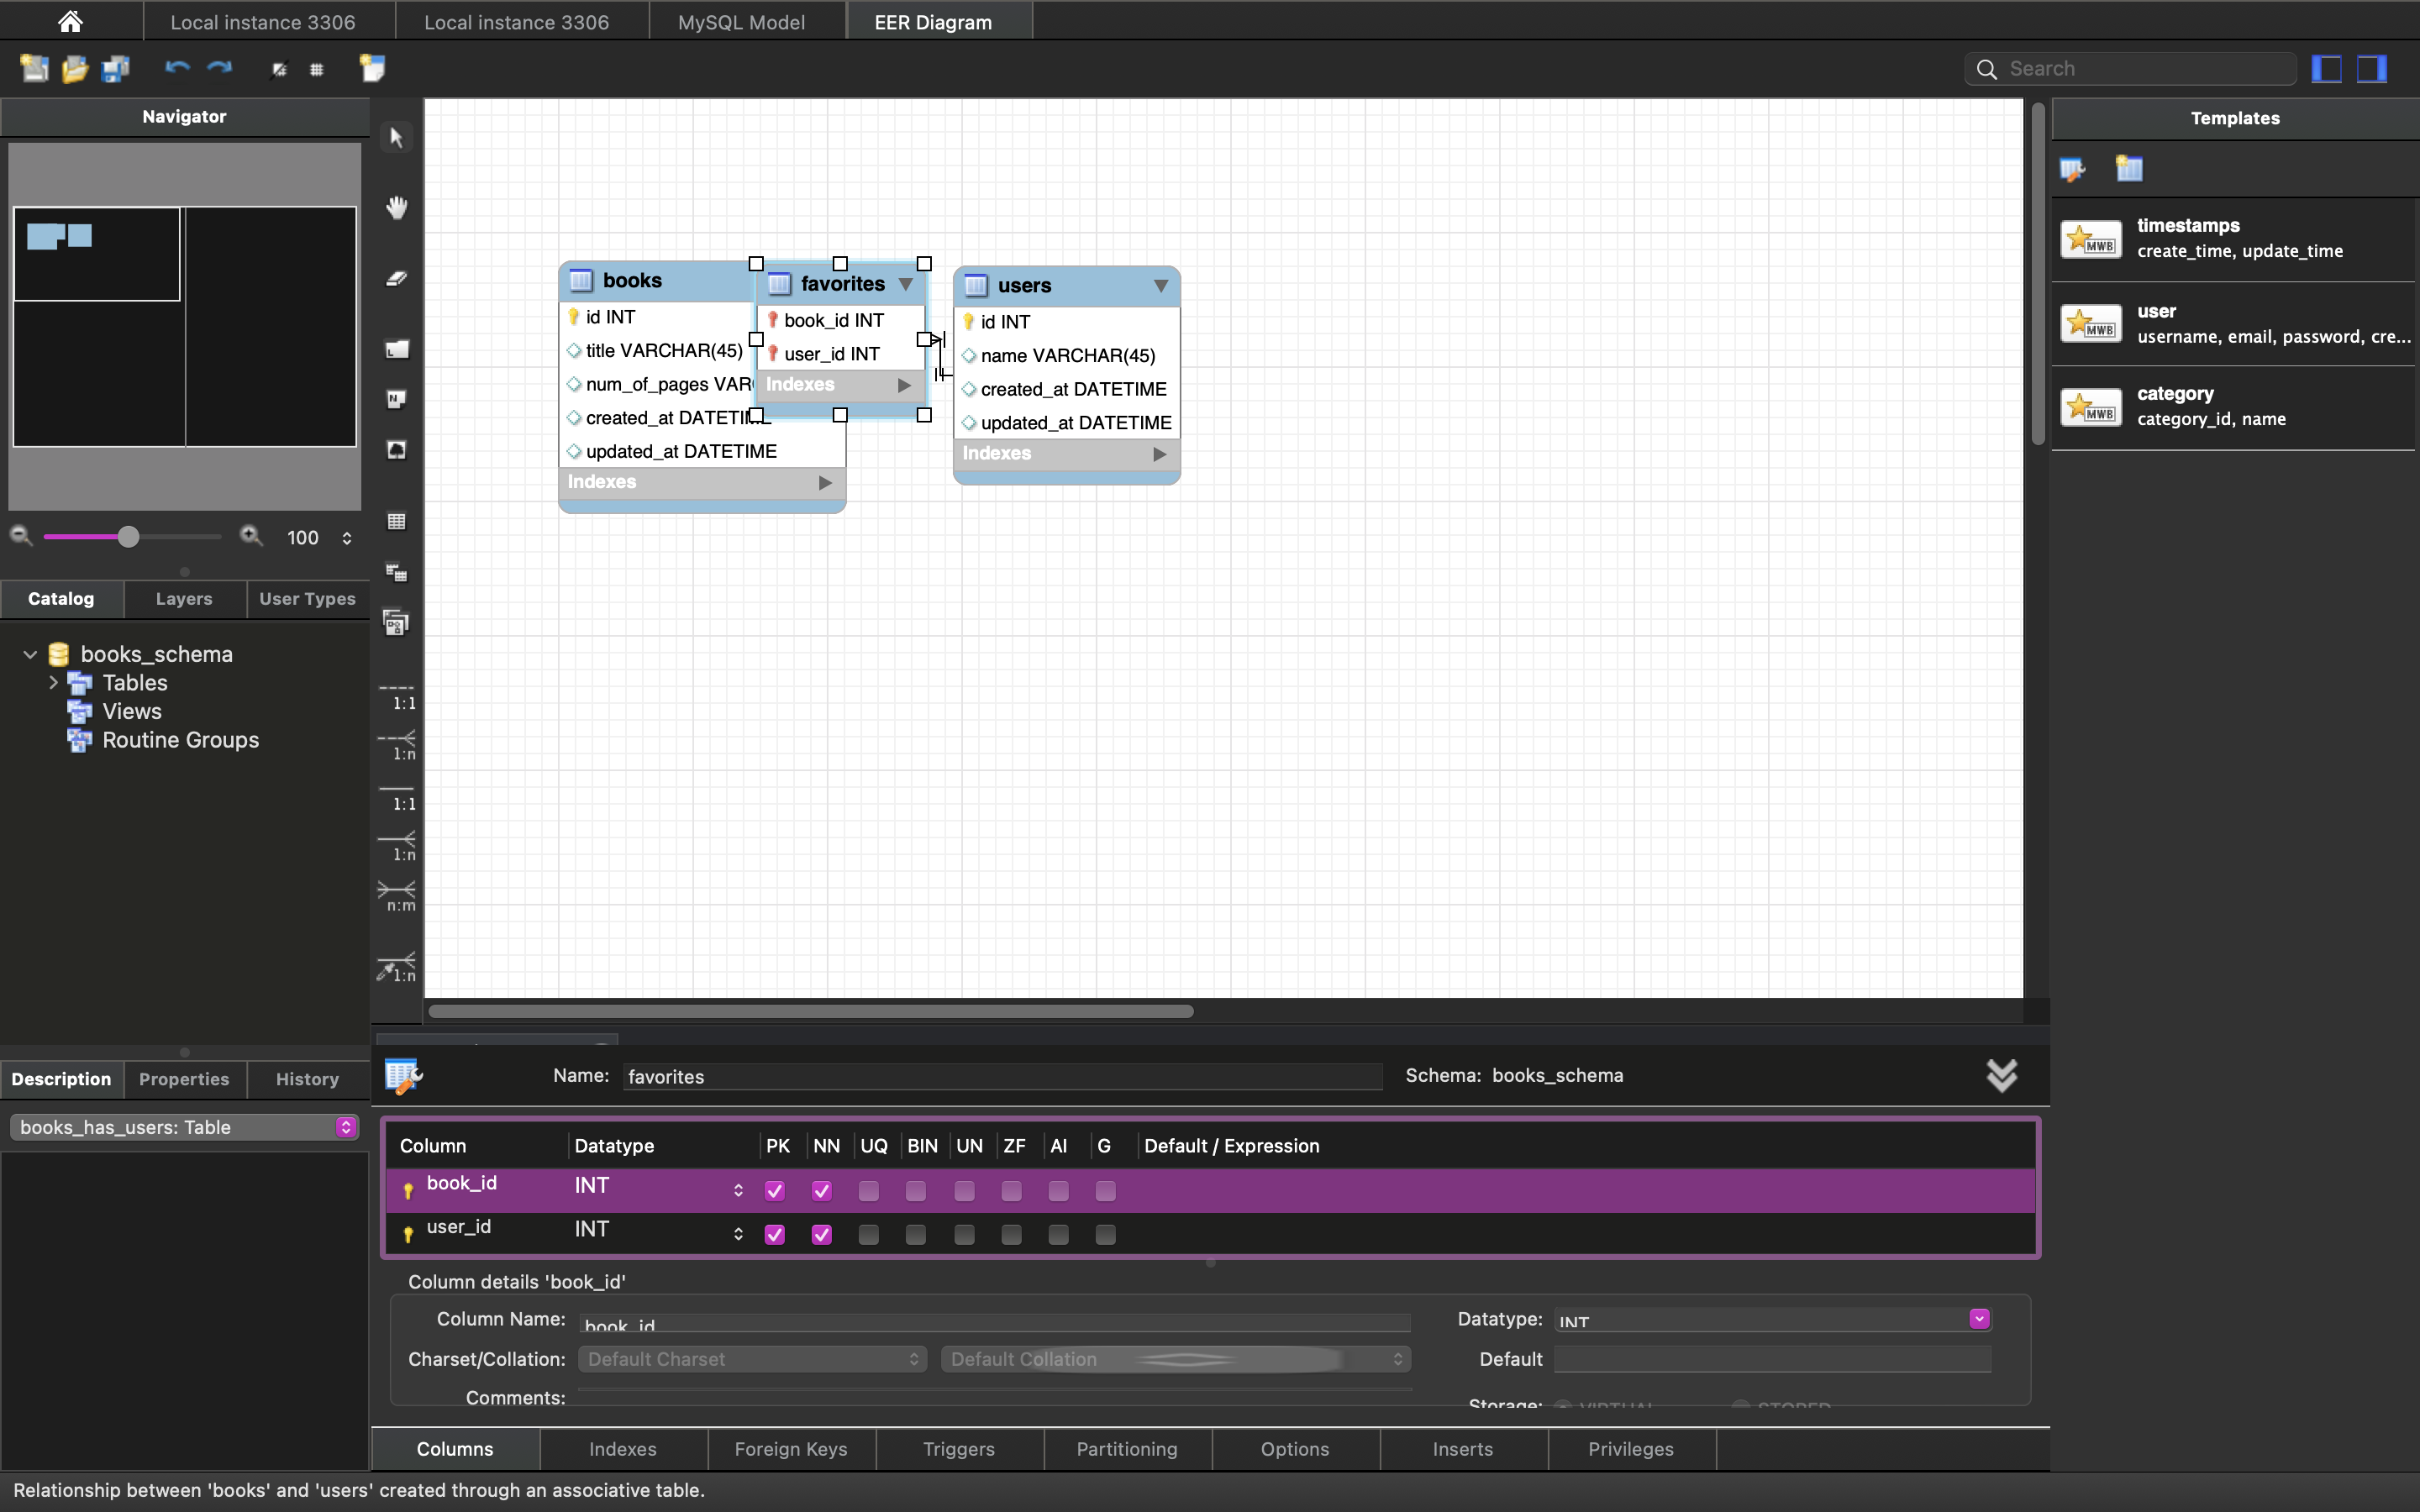 Local instance 3306
Local instance 3306
MySQL Model
EER Diagram
Search
Navigator
100
Catalog
Layers
User Types
books_schema
Tables
Views
Routine Groups
Description
Properties
History
books_has_users: Table
L
N
1:1
1:n
1:1
1:n
n:m
1:n
books
id INT
title VARCHAR(45)
num_of_pages VAR
created_at DATETIME
updated_at DATETIME
Indexes
favorites
book_id INT
user_id INT
Indexes
users
id INT
name VARCHAR(45)
created_at DATETIME
updated_at DATETIME
Indexes
Templates
MWB
timestamps
create_time, update_time
MWB
user
username, email, password, cre...
MWB
category
category_id, name
Name: favorites
Schema: books_schema
Column Datatype PK NN UQ BIN UN ZF AI G Default / Expression
book_id INT
user_id INT
Column details 'book_id'
Column Name: book_id
Datatype: INT
Charset/Collation: Default Charset Default Collation
Default
Comments:
Storage: VIRTUAL STORED
Columns
Indexes
Foreign Keys
Triggers
Partitioning
Options
Inserts
Privileges
Relationship between 'books' and 'users' created through an associative table.